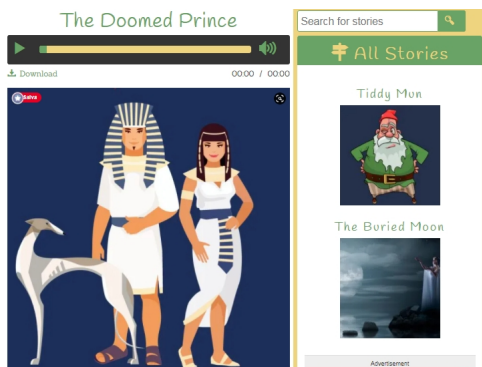 The Doomed Prince
Download
00:00 / 00:00
Salva
Search for stories
All Stories
Tiddy Mun
The Buried Moon
Advertisement